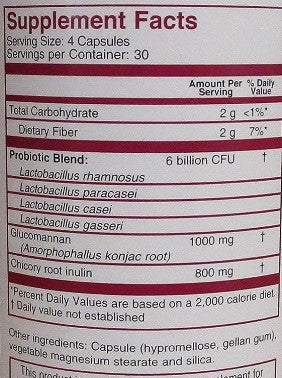 Supplement Facts
Serving Size: 4 Capsules
Servings per Container: 30
Amount Per Serving % Daily Value
Total Carbohydrate 2 g <1%*
Dietary Fiber 2 g 7%*
Probiotic Blend: 6 billion CFU †
Lactobacillus rhamnosus
Lactobacillus paracasei
Lactobacillus casei
Lactobacillus gasseri
Glucomannan 1000 mg †
(Amorphophallus konjac root)
Chicory root inulin 800 mg †
*Percent Daily Values are based on a 2,000 calorie diet.
† Daily value not established
Other ingredients: Capsule (hypromellose, gellan gum),
vegetable magnesium stearate and silica.
This